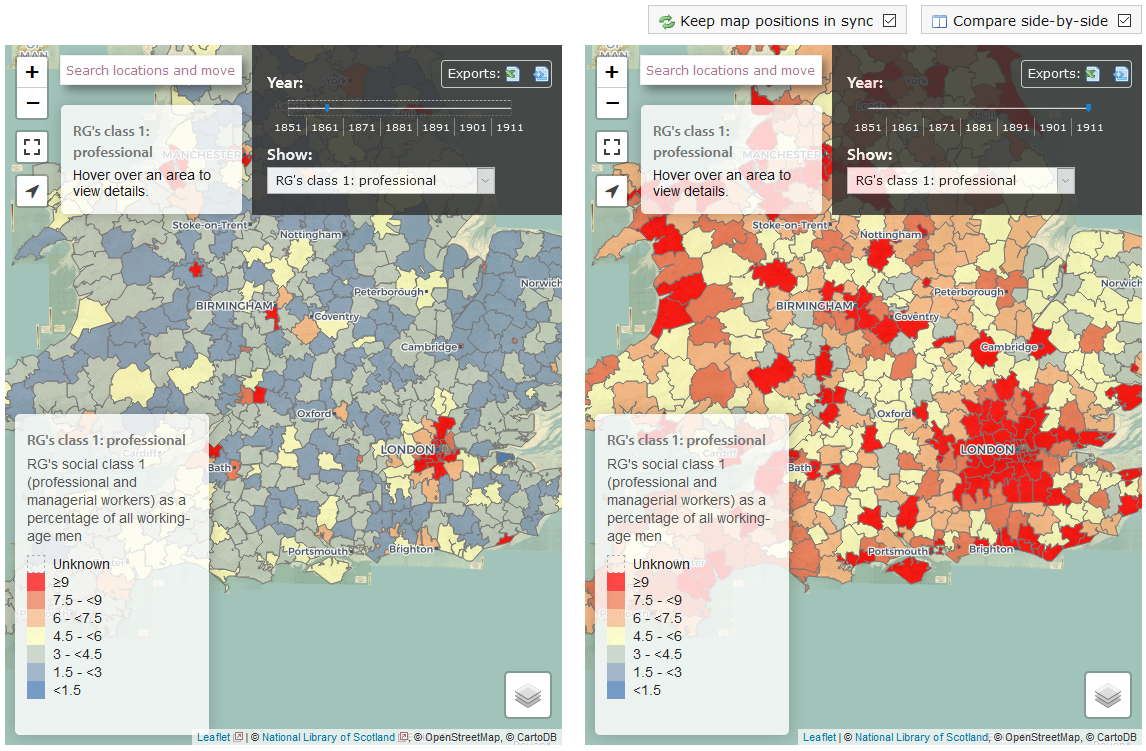 Keep map positions in sync
Compare side-by-side
OF
MAN
+
Search locations and move
−
Year:
Exports:
1851 1861 1871 1881 1891 1901 1911
Show:
RG's class 1: professional
RG's class 1:
professional
Hover over an area to
view details.
MANCHESTER
York
Stoke-on-Trent
Nottingham
Norwich
Peterborough
BIRMINGHAM
Coventry
Cambridge
Oxford
LONDON
Cardiff
Bath
Portsmouth
Brighton
RG's class 1: professional
RG's social class 1
(professional and
managerial workers) as a
percentage of all working-
age men
Unknown
≥9
7.5 - <9
6 - <7.5
4.5 - <6
3 - <4.5
1.5 - <3
<1.5
Leaflet | © National Library of Scotland, © OpenStreetMap, © CartoDB
OF
MAN
+
Search locations and move
−
Year:
Exports:
1851 1861 1871 1881 1891 1901 1911
Show:
RG's class 1: professional
RG's class 1:
professional
Hover over an area to
view details.
MANCHESTER
York
Stoke-on-Trent
Nottingham
Norwich
Peterborough
BIRMINGHAM
Coventry
Cambridge
Oxford
LONDON
Cardiff
Bath
Portsmouth
Brighton
RG's class 1: professional
RG's social class 1
(professional and
managerial workers) as a
percentage of all working-
age men
Unknown
≥9
7.5 - <9
6 - <7.5
4.5 - <6
3 - <4.5
1.5 - <3
<1.5
Leaflet | © National Library of Scotland, © OpenStreetMap, © CartoDB